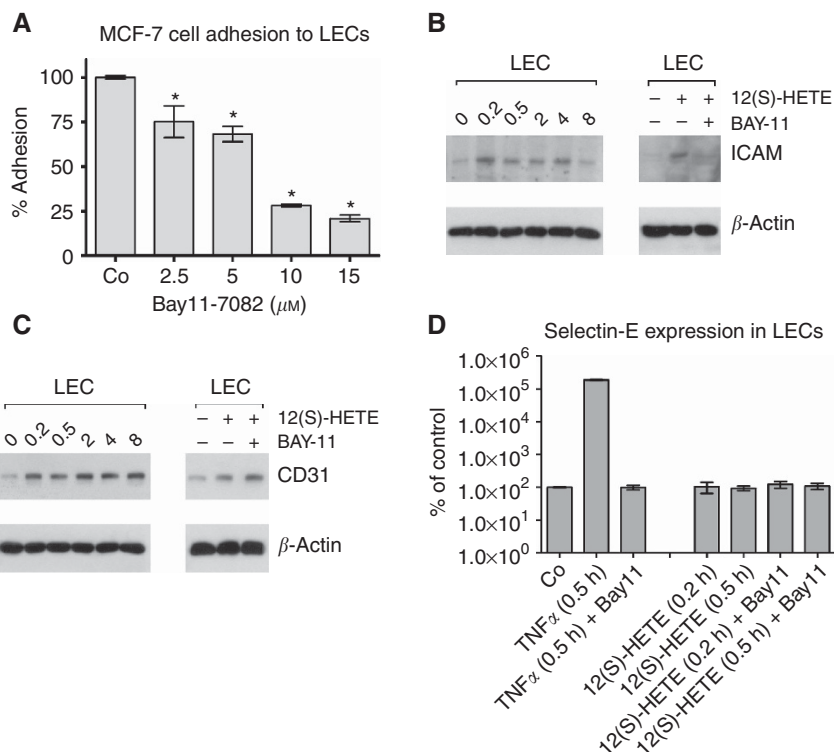 A
MCF-7 cell adhesion to LECs
% Adhesion
100
75
50
25
0
*
*
*
*
Co 2.5 5 10 15
Bay11-7082 (μM)
B
LEC
0 0.2 0.5 2 4 8
LEC
– + + 12(S)-HETE
– – + BAY-11
ICAM
β-Actin
C
LEC
0 0.2 0.5 2 4 8
LEC
– + + 12(S)-HETE
– – + BAY-11
CD31
β-Actin
D
Selectin-E expression in LECs
% of control
1.0×10⁶
1.0×10⁵
1.0×10⁴
1.0×10³
1.0×10²
1.0×10¹
1.0×10⁰
Co
TNFα (0.5 h)
TNFα (0.5 h) + Bay11
12(S)-HETE (0.2 h)
12(S)-HETE (0.5 h)
12(S)-HETE (0.2 h) + Bay11
12(S)-HETE (0.5 h) + Bay11